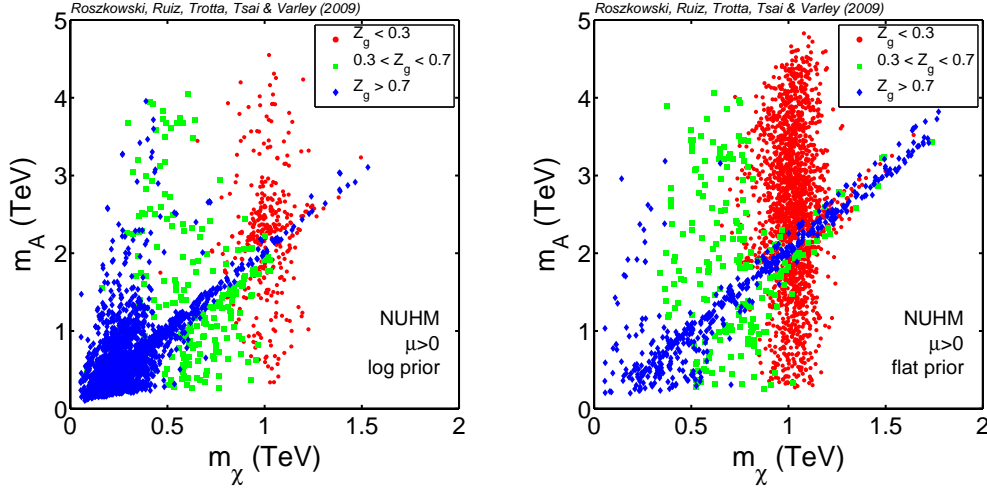 Roszkowski, Ruiz, Trotta, Tsai & Varley (2009)
Z_g < 0.3
0.3 < Z_g < 0.7
Z_g > 0.7
5
4
3
2
1
0
m_A (TeV)
NUHM
μ>0
log prior
0 0.5 1 1.5 2
m_χ (TeV)
Roszkowski, Ruiz, Trotta, Tsai & Varley (2009)
Z_g < 0.3
0.3 < Z_g < 0.7
Z_g > 0.7
5
4
3
2
1
0
m_A (TeV)
NUHM
μ>0
flat prior
0 0.5 1 1.5 2
m_χ (TeV)